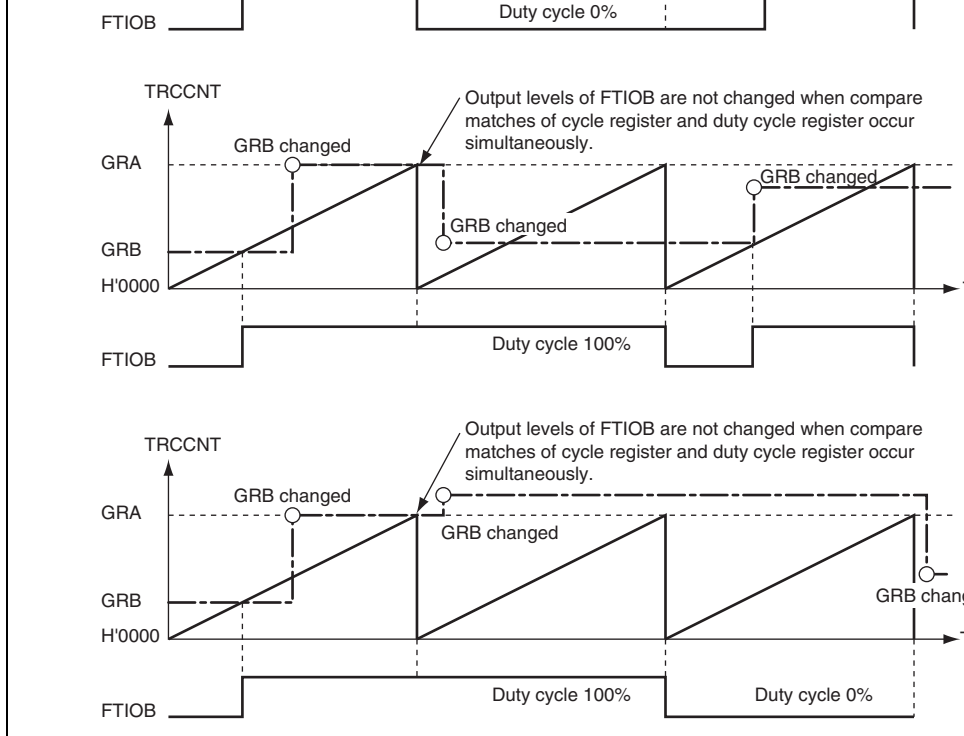 Duty cycle 0%
FTIOB
TRCCNT
Output levels of FTIOB are not changed when compare
matches of cycle register and duty cycle register occur
simultaneously.
GRB changed
GRA
GRB changed
GRB changed
GRB
H'0000
Duty cycle 100%
FTIOB
Output levels of FTIOB are not changed when compare
matches of cycle register and duty cycle register occur
simultaneously.
TRCCNT
GRB changed
GRA
GRB changed
GRB
GRB
H'0000
Duty cycle 100%
Duty cycle 0%
FTIOB